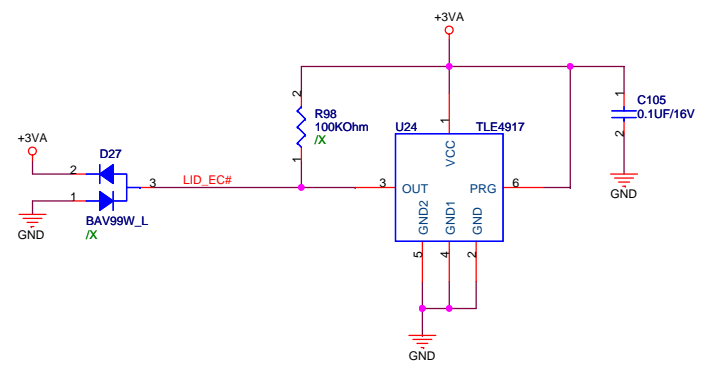 +3VA
2
R98
100KOhm
/X
1
1
C105
0.1UF/16V
2
U24
TLE4917
1
VCC
+3VA
D27
2
3
LID_EC#
3
OUT
PRG
6
1
BAV99W_L
/X
GND
GND2
GND1
GND
5
4
2
GND
GND